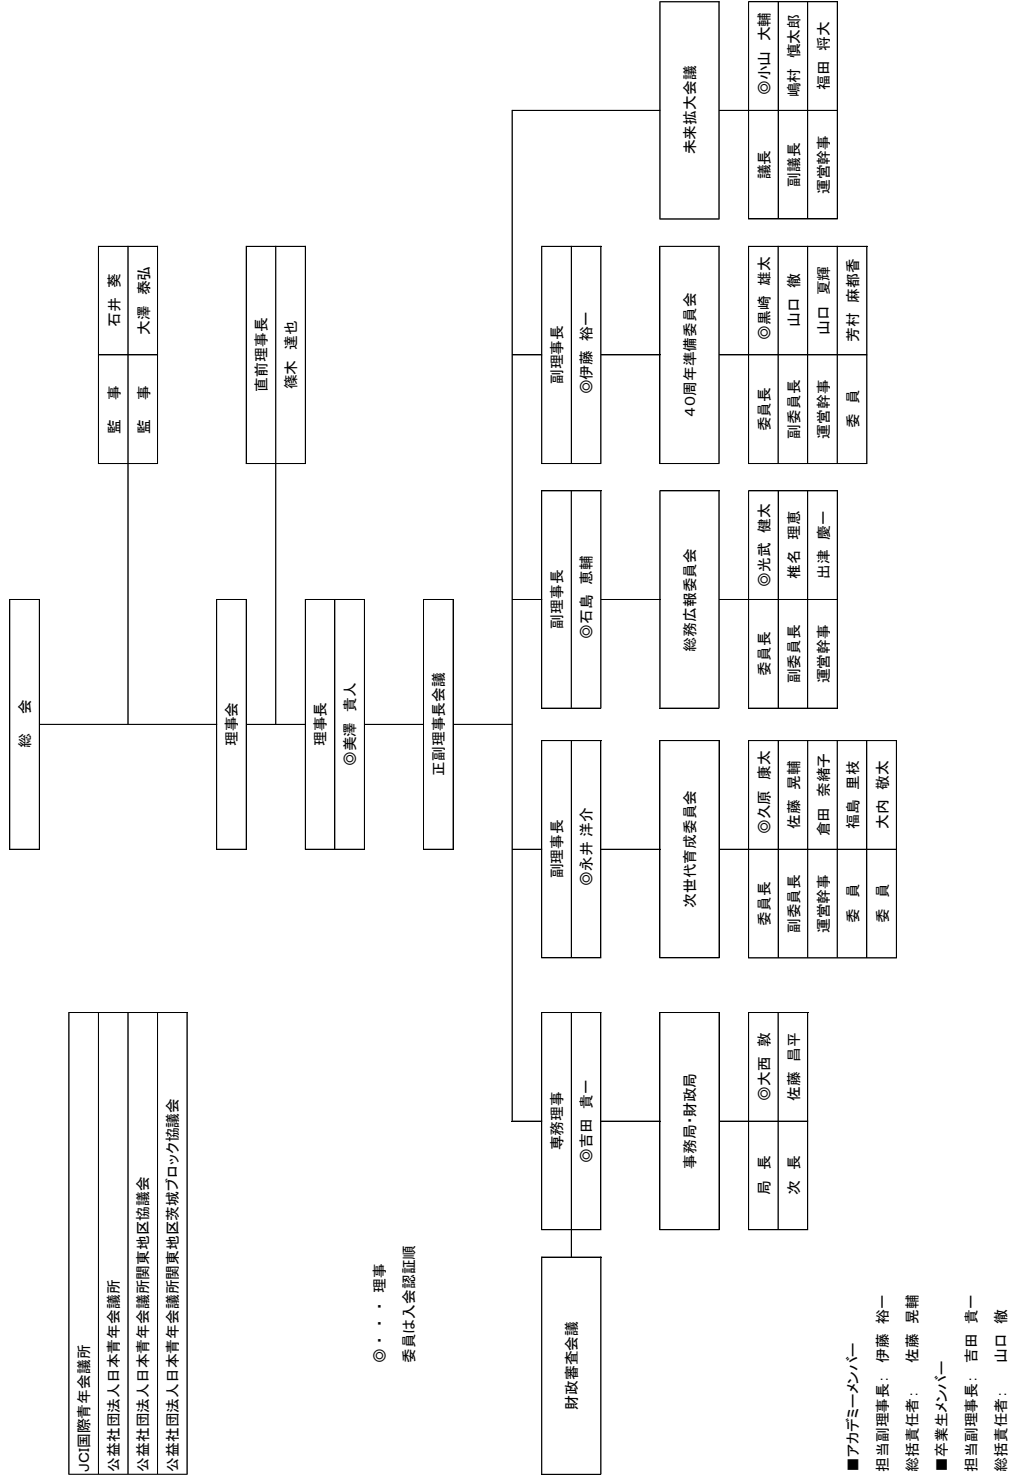 総　会
監　事　石井　葵
監　事　大澤　泰弘
理事会
直前理事長
篠木　達也
理事長
◎美澤　貴人
正副理事長会議
JCI国際青年会議所
公益社団法人日本青年会議所
公益社団法人日本青年会議所関東地区協議会
公益社団法人日本青年会議所関東地区茨城ブロック協議会
◎・・・ 理事
委員は入会認証順
財政審査会議
専務理事
◎吉田　貴一
事務局・財政局
局　長　◎大西　敦
次　長　佐藤　昌平
副理事長
◎永井 洋介
次世代育成委員会
委員長　◎久原　康太
副委員長　佐藤　晃輔
運営幹事　倉田　奈緒子
委　員　福島　里枝
委　員　大内　敬太
副理事長
◎石島　恵輔
総務広報委員会
委員長　◎光武　健太
副委員長　椎名　理恵
運営幹事　出津　慶一
副理事長
◎伊藤　裕一
40周年準備委員会
委員長　◎黒崎　雄太
副委員長　山口　徹
運営幹事　山口　夏輝
委　員　芳村　麻都香
未来拡大会議
議長　◎小山　大輔
副議長　嶋村　慎太郎
運営幹事　福田　将大
■アカデミーメンバー
担当副理事長：　伊藤　裕一
総括責任者：　佐藤　晃輔
■卒業生メンバー
担当副理事長：　吉田　貴一
総括責任者：　山口　徹